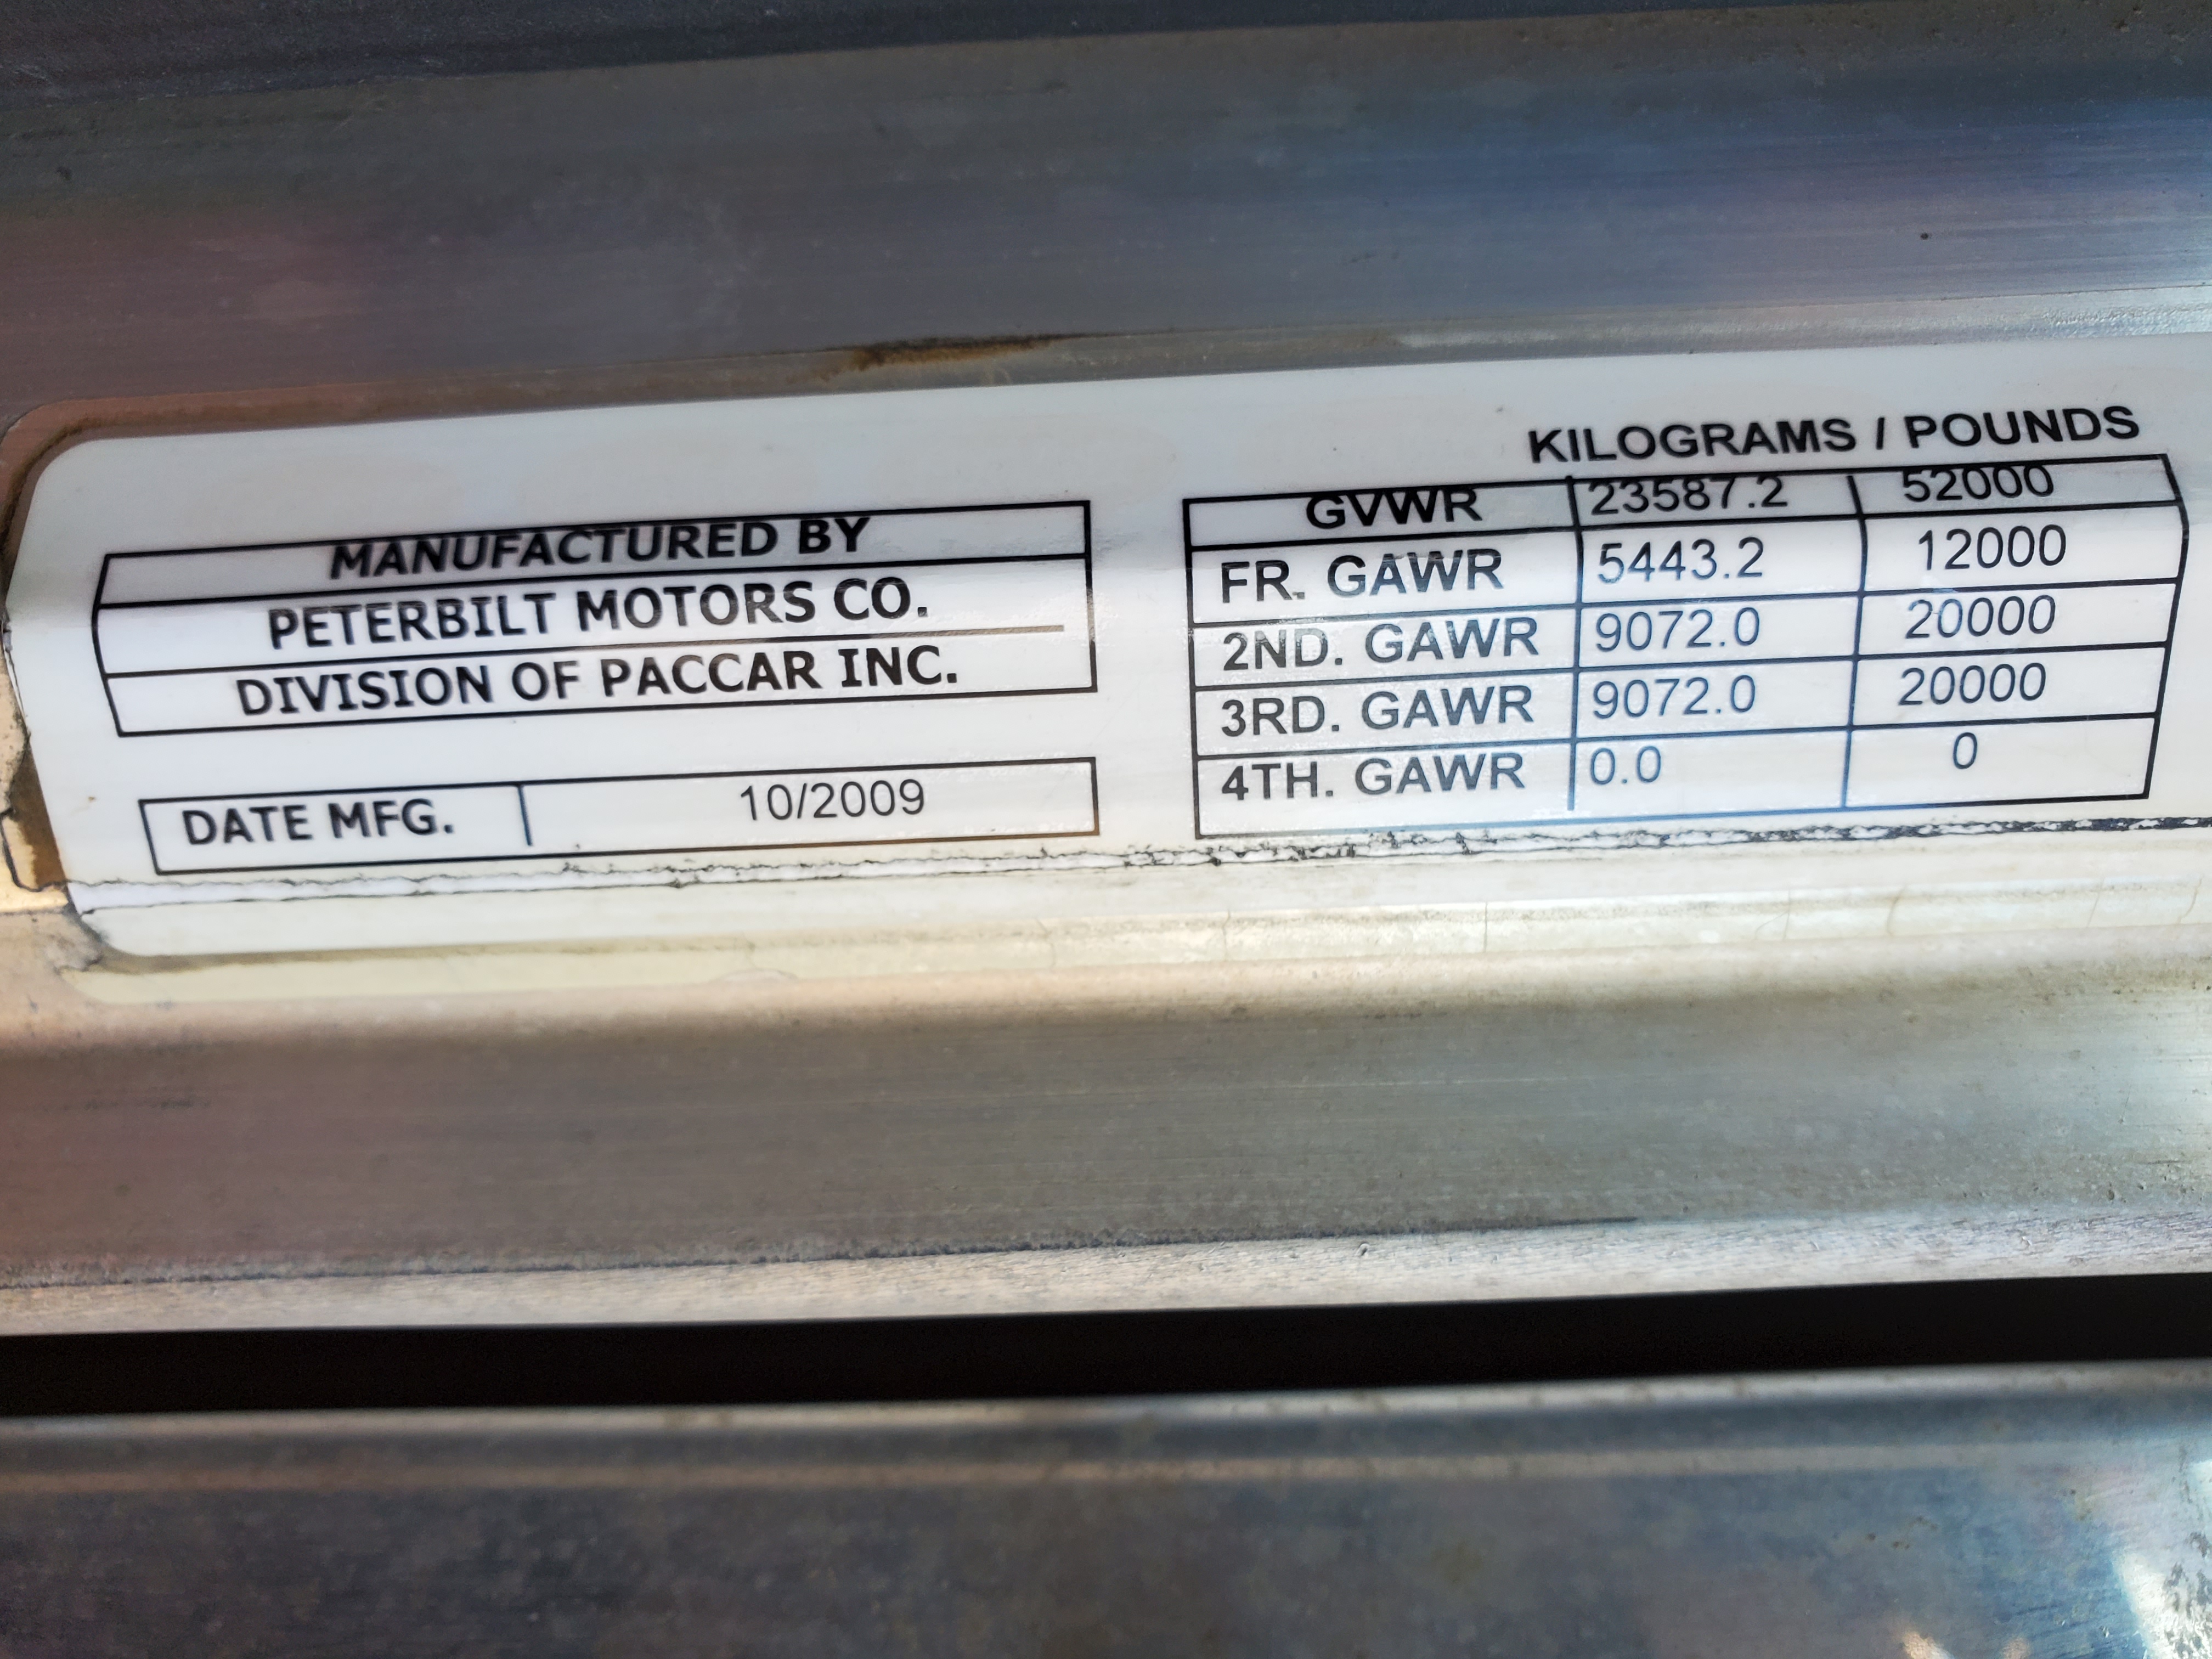 MANUFACTURED BY
PETERBILT MOTORS CO.
DIVISION OF PACCAR INC.
DATE MFG. 10/2009
KILOGRAMS / POUNDS
GVWR 23587.2 52000
FR. GAWR 5443.2 12000
2ND. GAWR 9072.0 20000
3RD. GAWR 9072.0 20000
4TH. GAWR 0.0 0